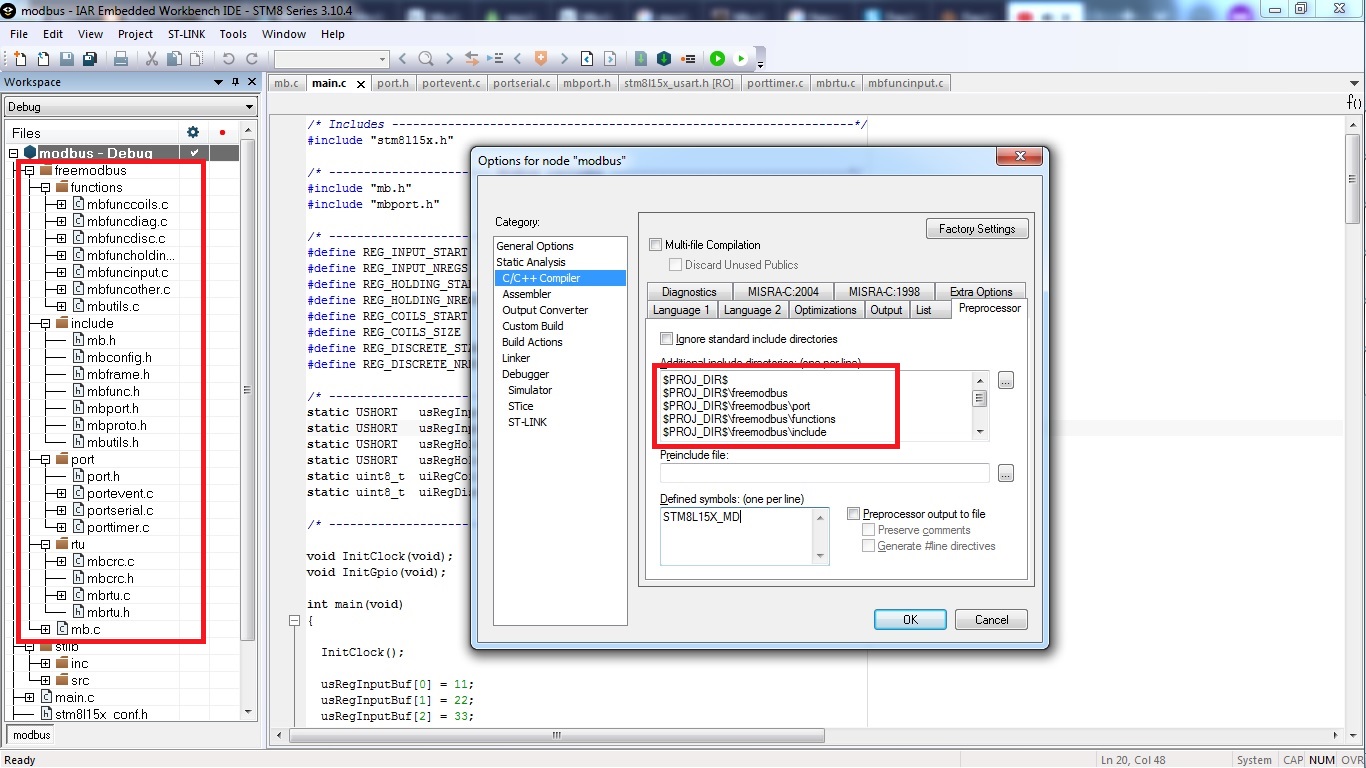 modbus - IAR Embedded Workbench IDE - STM8 Series 3.10.4
File Edit View Project ST-LINK Tools Window Help
Workspace
mb.c main.c port.h portevent.c portserial.c mbport.h stm8l15x_usart.h [RO] porttimer.c mbrtu.c mbfuncinput.c
Debug
f()
Files
modbus - Debug
freemodbus
functions
mbfunccoils.c
mbfuncdiag.c
mbfuncdisc.c
mbfuncholdin...
mbfuncinput.c
mbfuncother.c
mbutils.c
include
mb.h
mbconfig.h
mbframe.h
mbfunc.h
mbport.h
mbproto.h
mbutils.h
port
port.h
portevent.c
portserial.c
porttimer.c
rtu
mbcrc.c
mbcrc.h
mbrtu.c
mbrtu.h
mb.c
stlib
inc
src
main.c
stm8l15x_conf.h
modbus
/* Includes ------------------------------------------------------------------*/
#include "stm8l15x.h"
/* --------------------
#include "mb.h"
#include "mbport.h"
/* --------------------
#define REG_INPUT_START
#define REG_INPUT_NREGS
#define REG_HOLDING_STA
#define REG_HOLDING_NRE
#define REG_COILS_START
#define REG_COILS_SIZE
#define REG_DISCRETE_STA
#define REG_DISCRETE_NRE
/* --------------------
static USHORT usRegInp
static USHORT usRegInp
static USHORT usRegHol
static USHORT usRegHol
static uint8_t uiRegCo
static uint8_t uiRegDis
/* --------------------
void InitClock(void);
void InitGpio(void);
int main(void)
{
InitClock();
usRegInputBuf[0] = 11;
usRegInputBuf[1] = 22;
usRegInputBuf[2] = 33;
Options for node "modbus"
Category:
General Options
Static Analysis
C/C++ Compiler
Assembler
Output Converter
Custom Build
Build Actions
Linker
Debugger
Simulator
STice
ST-LINK
Factory Settings
Multi-file Compilation
Discard Unused Publics
Diagnostics MISRA-C:2004 MISRA-C:1998 Extra Options
Language 1 Language 2 Optimizations Output List Preprocessor
Ignore standard include directories
Additional include directories: (one per line)
$PROJ_DIR$
$PROJ_DIR$\freemodbus
$PROJ_DIR$\freemodbus\port
$PROJ_DIR$\freemodbus\functions
$PROJ_DIR$\freemodbus\include
...
Preinclude file:
...
Defined symbols: (one per line)
STM8L15X_MD
Preprocessor output to file
Preserve comments
Generate #line directives
OK Cancel
Ready
Ln 20, Col 48 System CAP NUM OVR